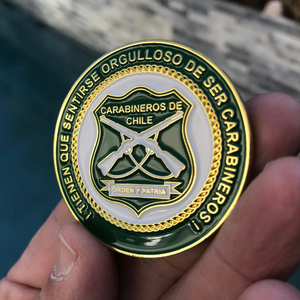 ¡TIENEN QUE SENTIRSE ORGULLOSO DE SER CARABINEROS!
CARABINEROS DE
CHILE
ORDEN Y PATRIA